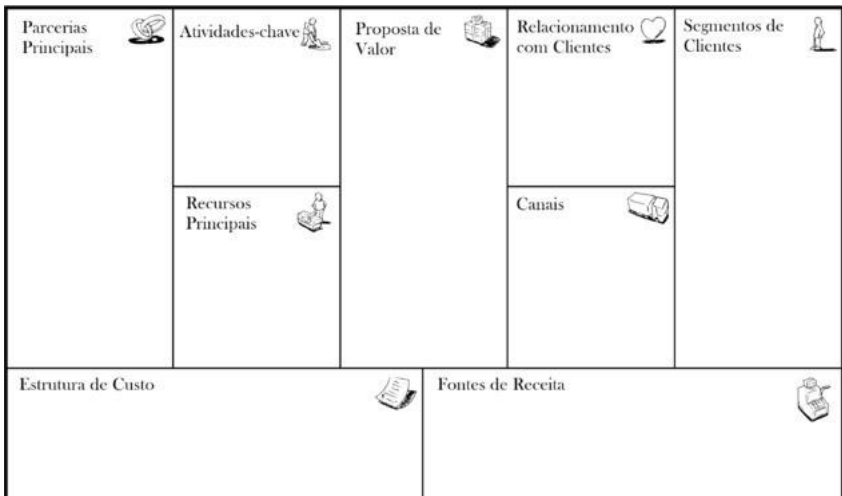 Parcerias
Principais
Atividades-chave
Proposta de
Valor
Relacionamento
com Clientes
Segmentos de
Clientes
Recursos
Principais
Canais
Estrutura de Custo
Fontes de Receita